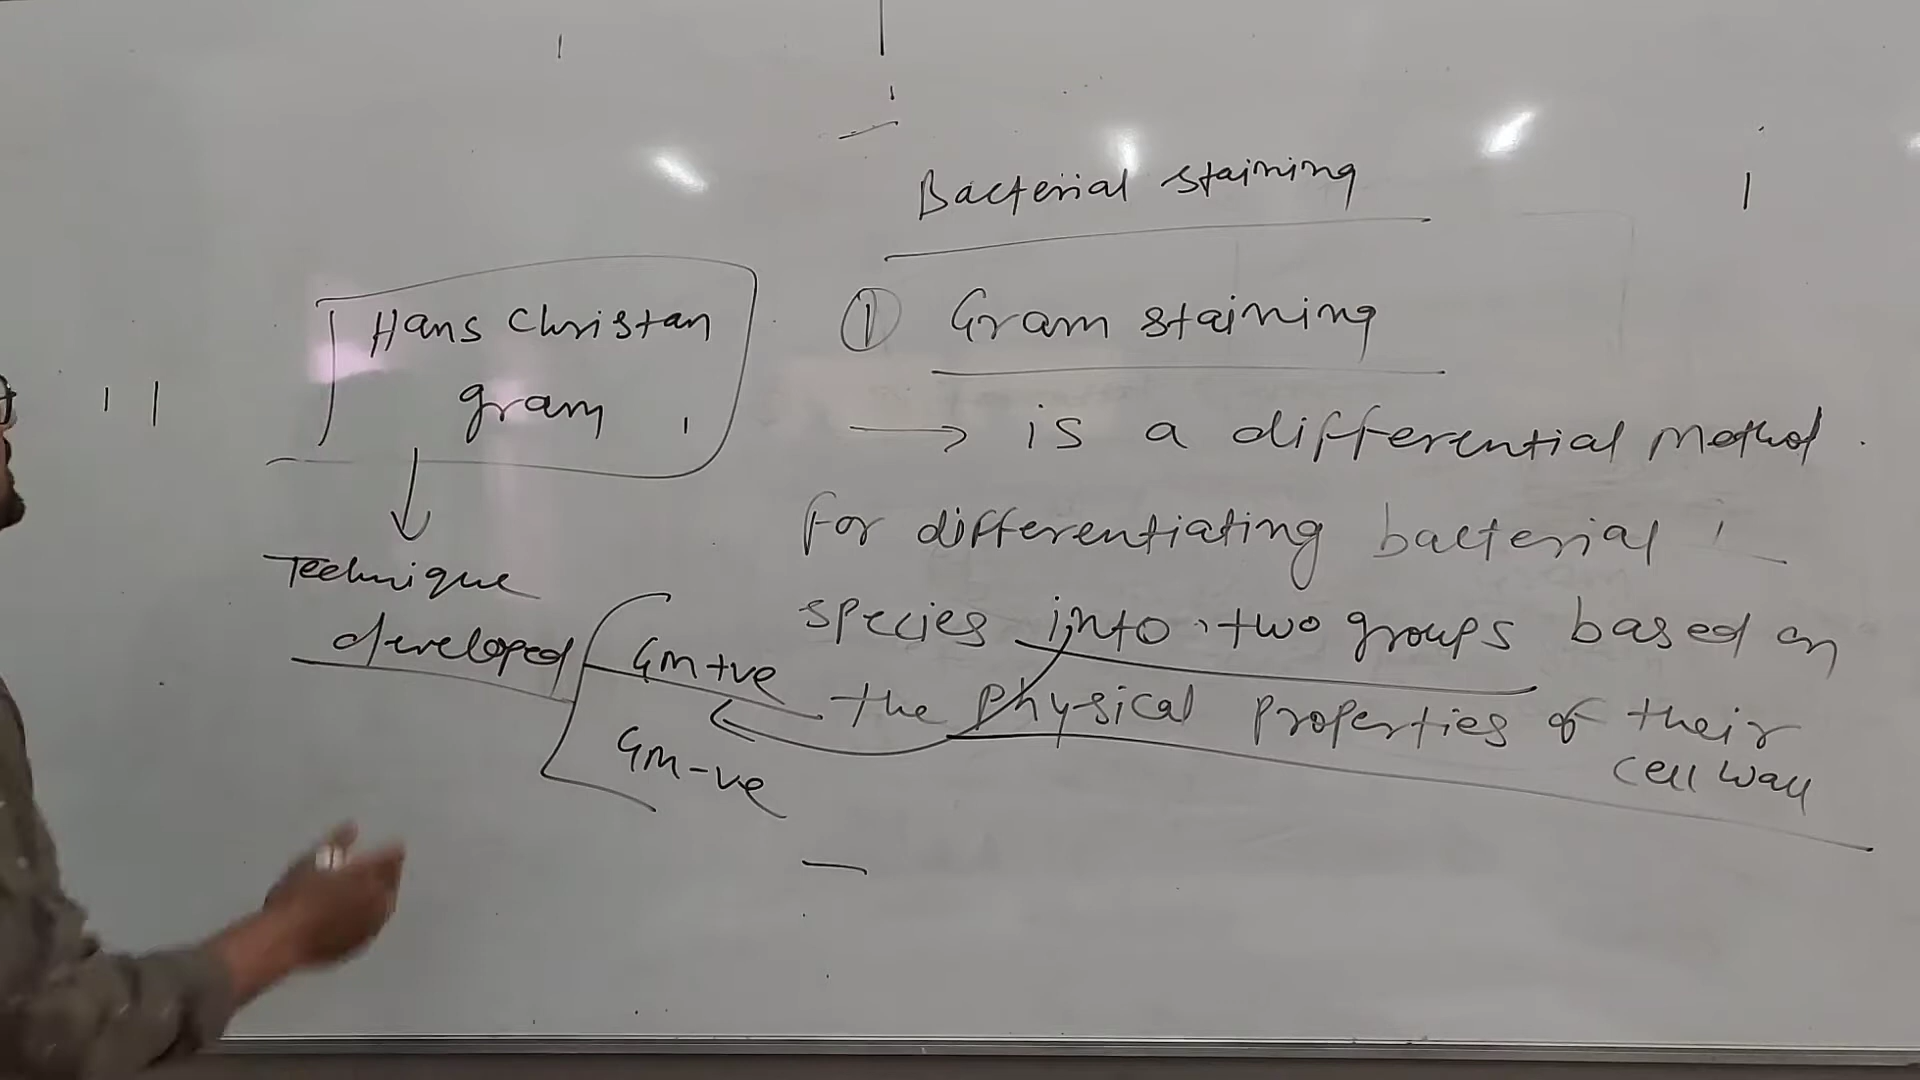 Bacterial staining
① Gram staining
→ is a differential method
for differentiating bacterial
species into two groups based on
the physical properties of their
cell wall
Hans Christan
gram
↓
Technique
developed
Gm+ve
Gm-ve